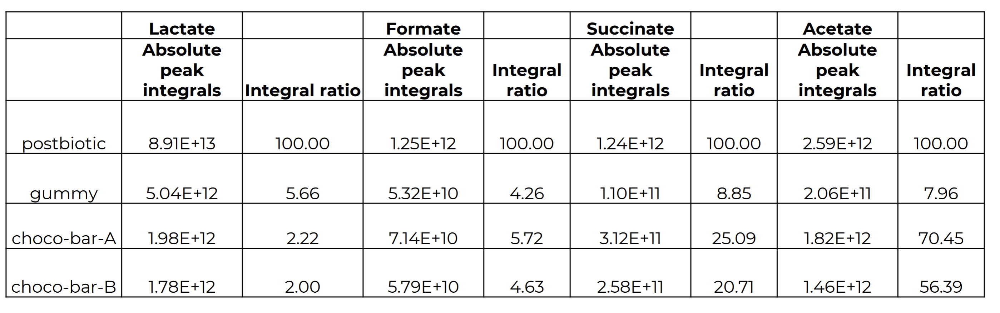 Lactate Formate Succinate Acetate
Absolute Absolute Absolute Absolute
peak peak Integral peak Integral peak Integral
integrals Integral ratio integrals ratio integrals ratio integrals ratio
postbiotic 8.91E+13 100.00 1.25E+12 100.00 1.24E+12 100.00 2.59E+12 100.00
gummy 5.04E+12 5.66 5.32E+10 4.26 1.10E+11 8.85 2.06E+11 7.96
choco-bar-A 1.98E+12 2.22 7.14E+10 5.72 3.12E+11 25.09 1.82E+12 70.45
choco-bar-B 1.78E+12 2.00 5.79E+10 4.63 2.58E+11 20.71 1.46E+12 56.39